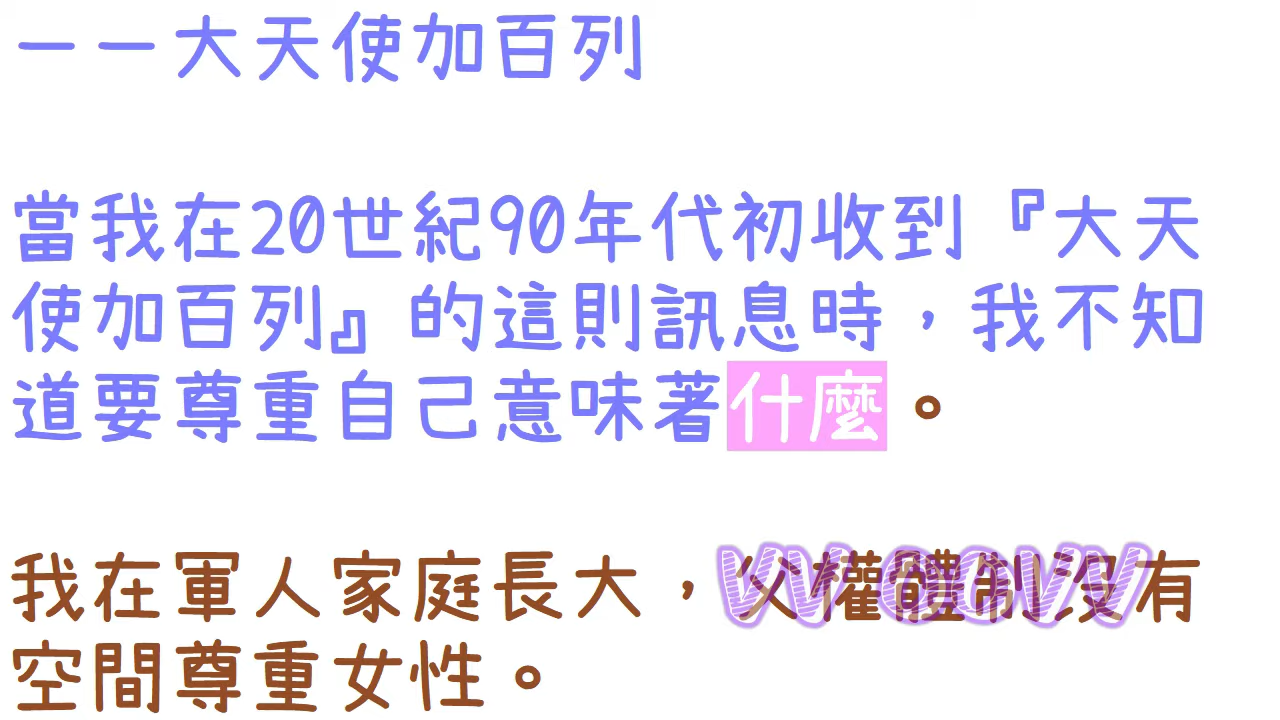 ——大天使加百列
當我在20世紀90年代初收到『大天
使加百列』的這則訊息時，我不知
道要尊重自己意味著什麼。
我在軍人家庭長大，父權體制沒有
空間尊重女性。